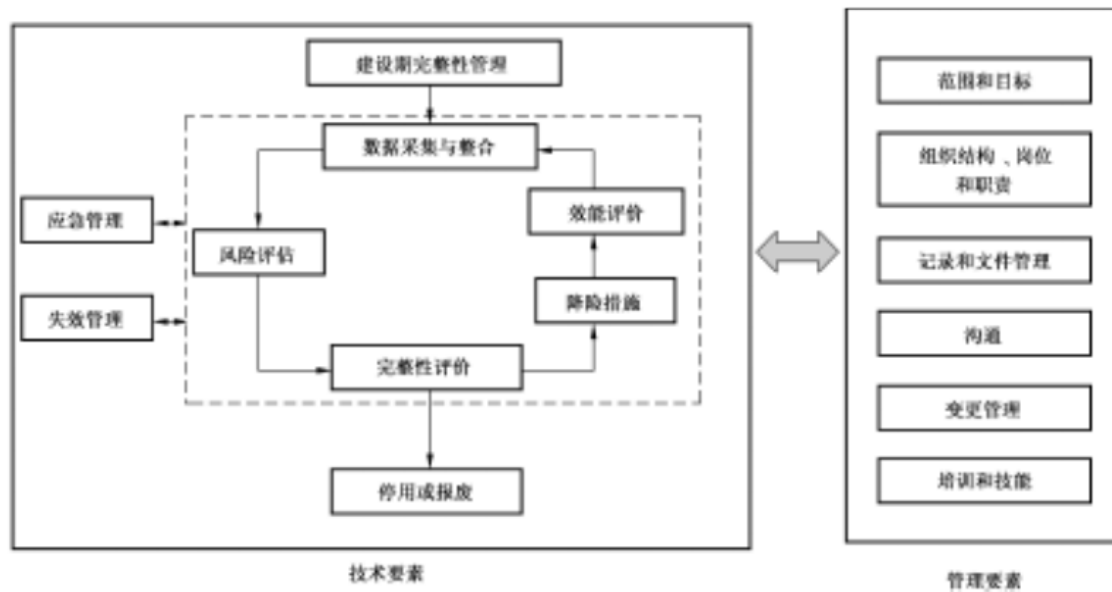 建设期完整性管理
数据采集与整合
应急管理
效能评价
风险评估
失效管理
降险措施
完整性评价
停用或报废
技术要素
范围和目标
组织结构、岗位
和职责
记录和文件管理
沟通
变更管理
培训和技能
管理要素